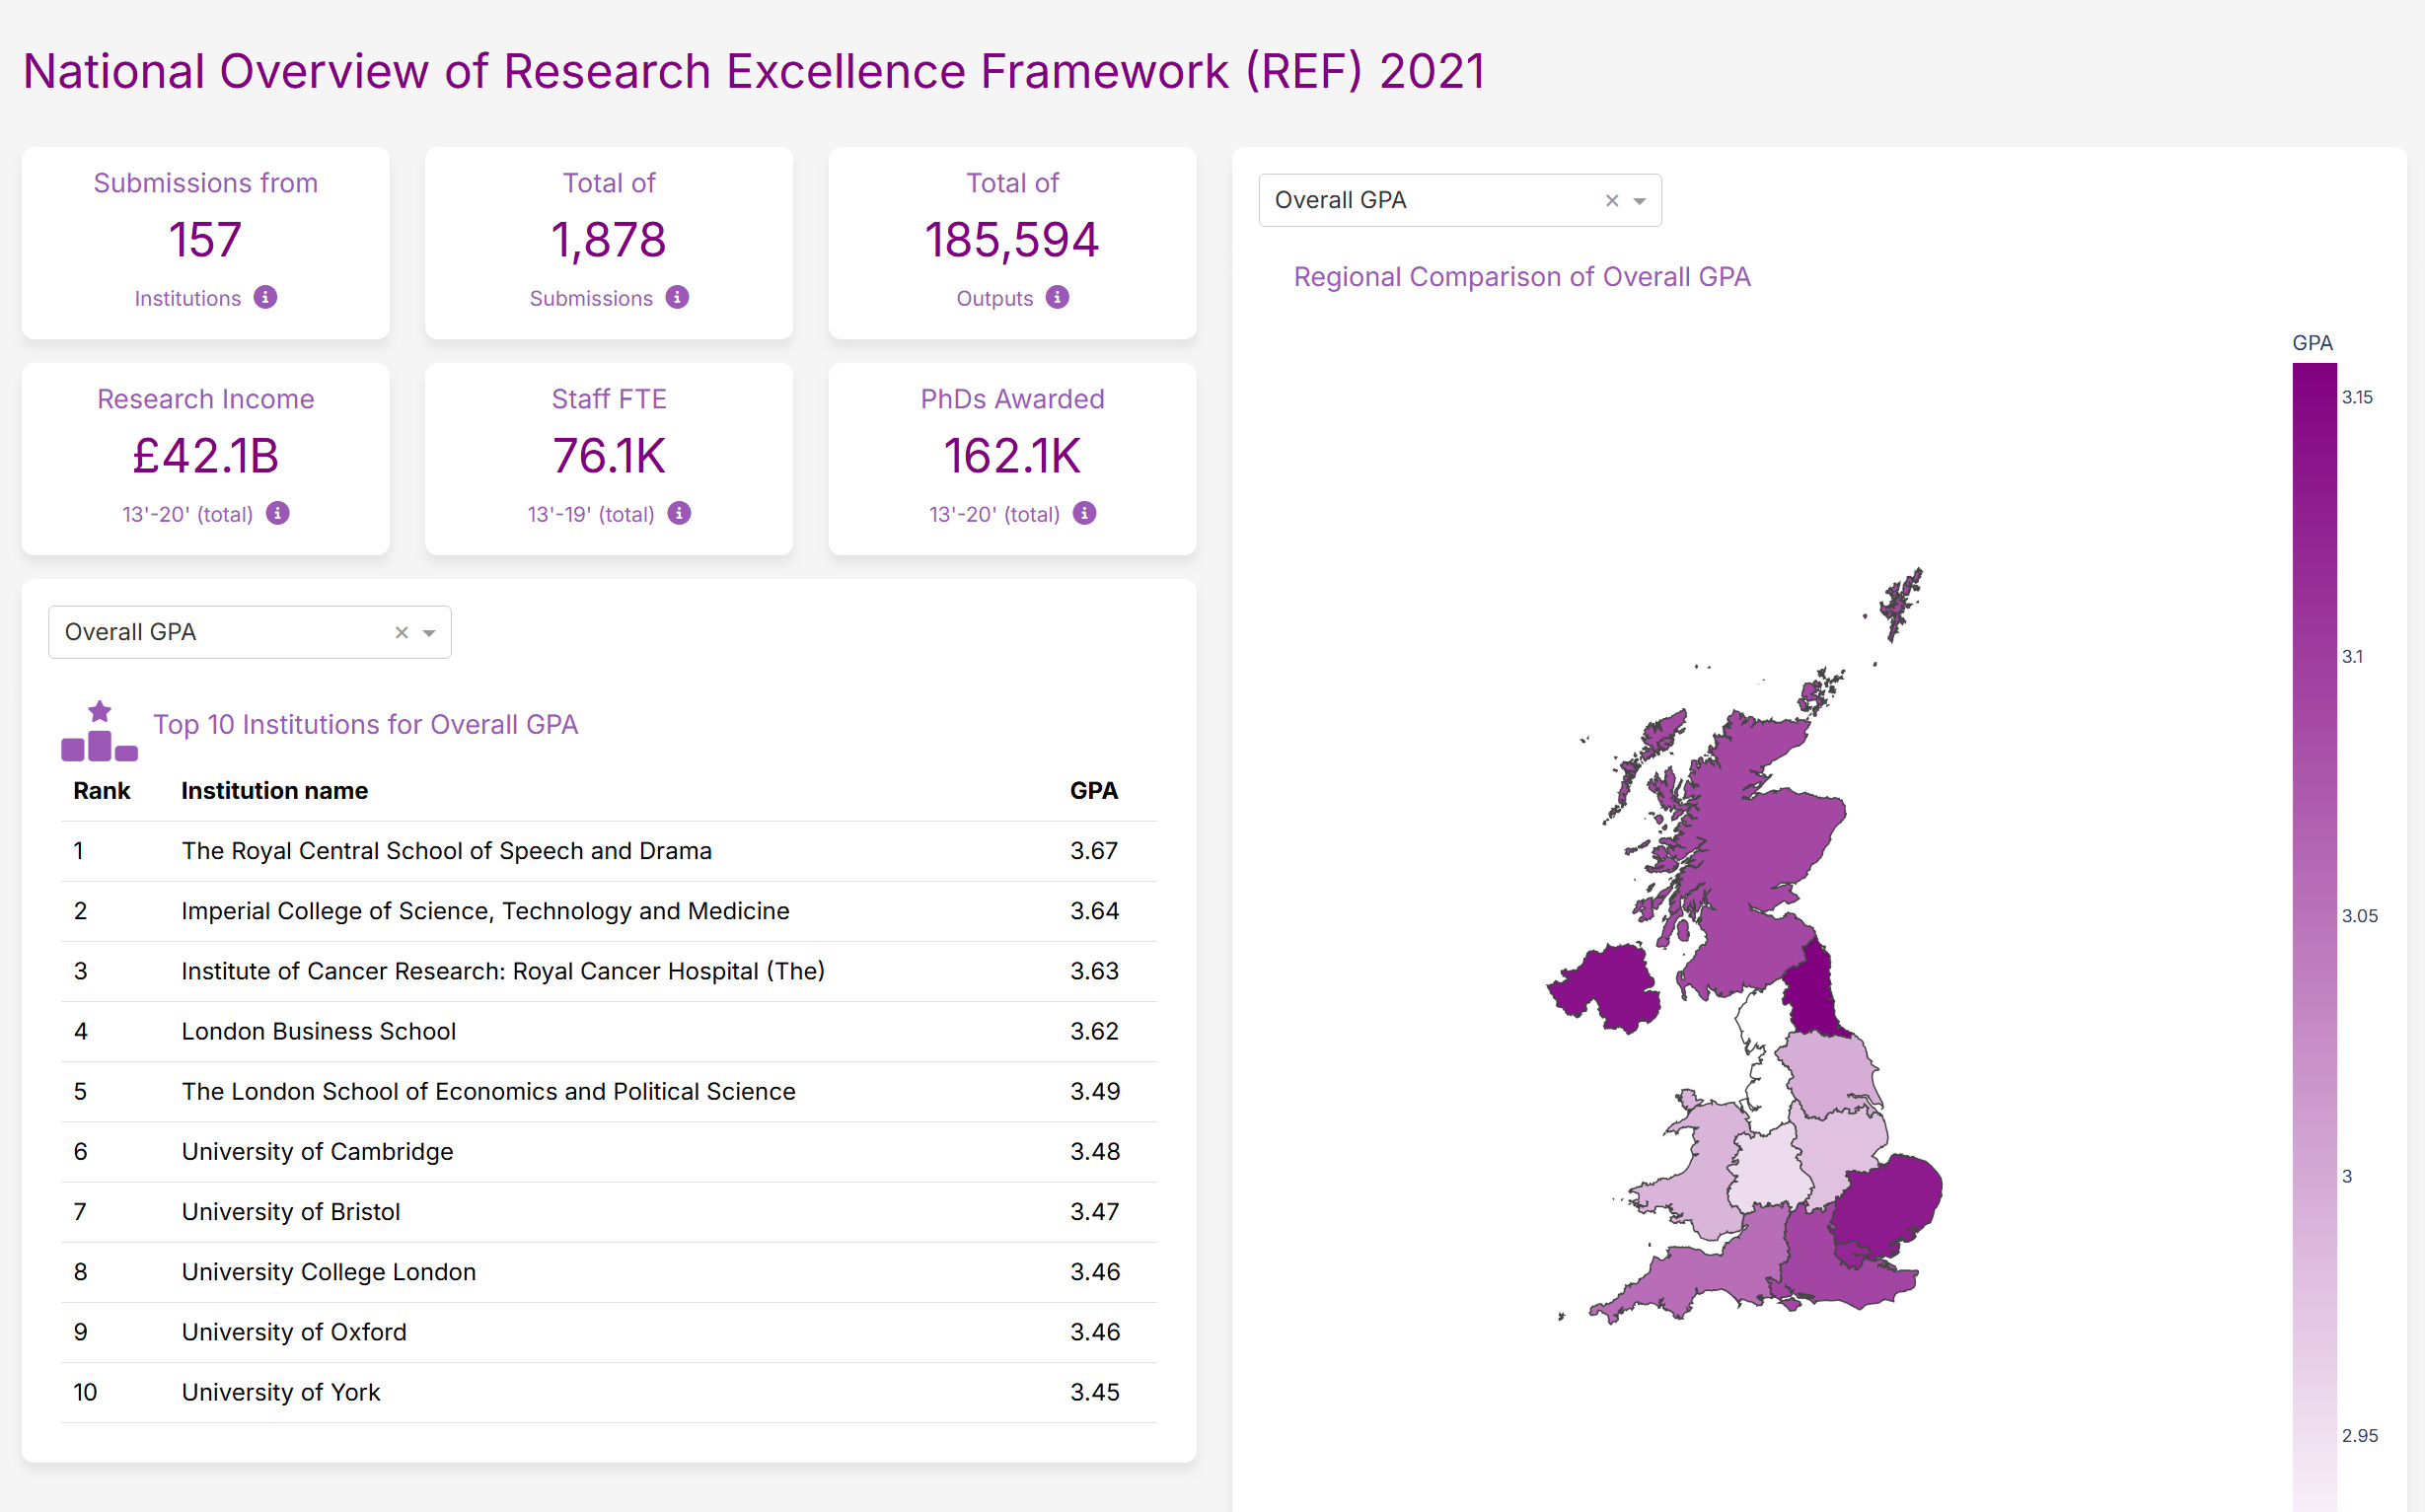 National Overview of Research Excellence Framework (REF) 2021
Submissions from
157
Institutions
Total of
1,878
Submissions
Total of
185,594
Outputs
Research Income
£42.1B
13'-20' (total)
Staff FTE
76.1K
13'-19' (total)
PhDs Awarded
162.1K
13'-20' (total)
Overall GPA
Top 10 Institutions for Overall GPA
Rank Institution name GPA
1 The Royal Central School of Speech and Drama 3.67
2 Imperial College of Science, Technology and Medicine 3.64
3 Institute of Cancer Research: Royal Cancer Hospital (The) 3.63
4 London Business School 3.62
5 The London School of Economics and Political Science 3.49
6 University of Cambridge 3.48
7 University of Bristol 3.47
8 University College London 3.46
9 University of Oxford 3.46
10 University of York 3.45
Overall GPA
Regional Comparison of Overall GPA
GPA
3.15
3.1
3.05
3
2.95